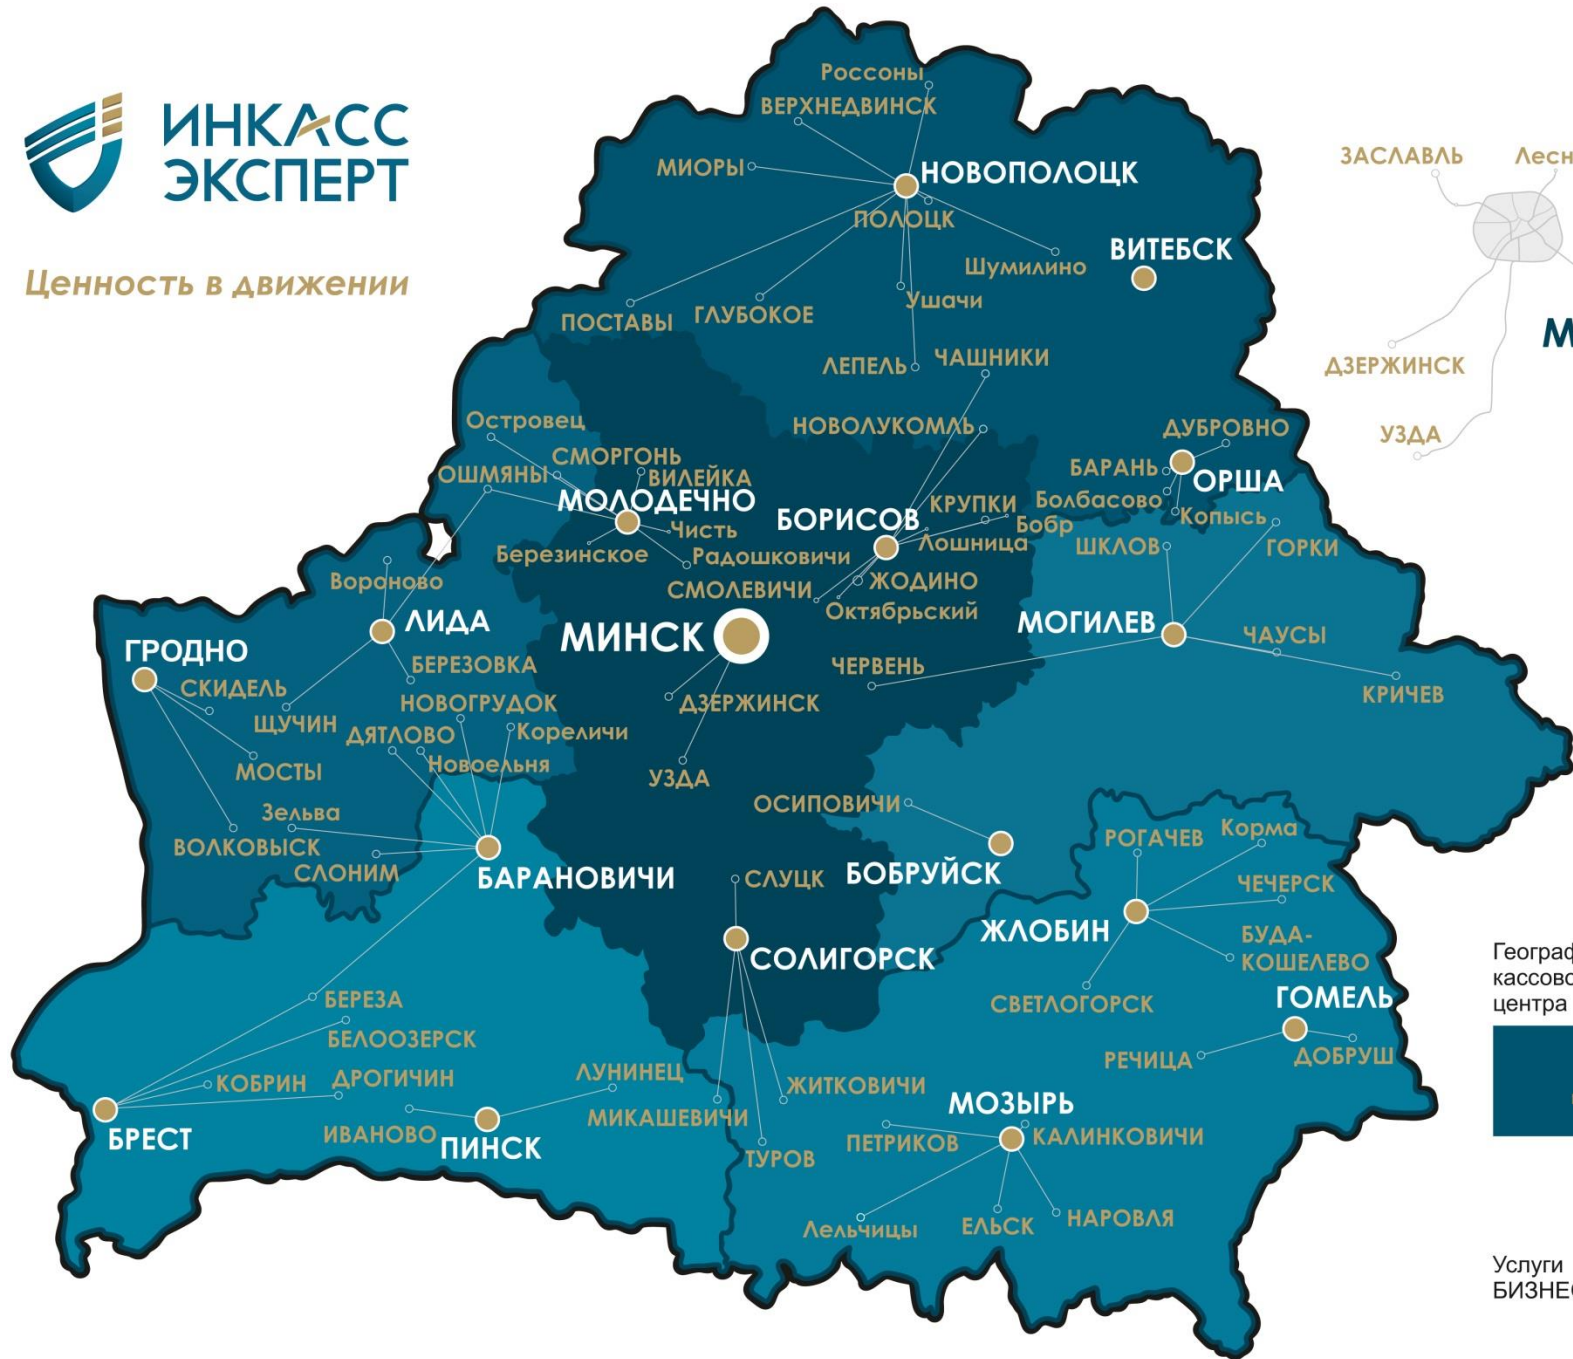 ИНКАСС
ЭКСПЕРТ
Ценность в движении
Россоны
ВЕРХНЕДВИНСК
МИОРЫ
НОВОПОЛОЦК
ПОЛОЦК
ВИТЕБСК
Шумилино
Ушачи
ГЛУБОКОЕ
ПОСТАВЫ
ЛЕПЕЛЬ
ЧАШНИКИ
НОВОЛУКОМЛЬ
ЗАСЛАВЛЬ
ДЗЕРЖИНСК
УЗДА
Островец
СМОРГОНЬ
ОШМЯНЫ
ВИЛЕЙКА
МОЛОДЕЧНО
Чисть
Березинское
Радошковичи
БОРИСОВ
КРУПКИ
Бобр
Лошница
ЖОДИНО
СМОЛЕВИЧИ
Октябрьский
ДУБРОВНО
БАРАНЬ
ОРША
Болбасово
Копысь
ШКЛОВ
ГОРКИ
Вороново
ЛИДА
ГРОДНО
СКИДЕЛЬ
БЕРЕЗОВКА
ЩУЧИН
НОВОГРУДОК
ДЯТЛОВО
Кореличи
Новоельня
МОСТЫ
Зельва
ВОЛКОВЫСК
СЛОНИМ
БАРАНОВИЧИ
МИНСК
ДЗЕРЖИНСК
УЗДА
ЧЕРВЕНЬ
МОГИЛЕВ
ЧАУСЫ
КРИЧЕВ
ОСИПОВИЧИ
БОБРУЙСК
СЛУЦК
СОЛИГОРСК
РОГАЧЕВ
Корма
ЧЕЧЕРСК
ЖЛОБИН
БУДА-
КОШЕЛЕВО
СВЕТЛОГОРСК
ГОМЕЛЬ
РЕЧИЦА
ДОБРУШ
БЕРЕЗА
БЕЛООЗЕРСК
КОБРИН
ДРОГИЧИН
ЛУНИНЕЦ
БРЕСТ
ИВАНОВО
ПИНСК
МИКАШЕВИЧИ
ЖИТКОВИЧИ
ТУРОВ
МОЗЫРЬ
ПЕТРИКОВ
КАЛИНКОВИЧИ
Лельчицы
ЕЛЬСК
НАРОВЛЯ
центра
Услуги